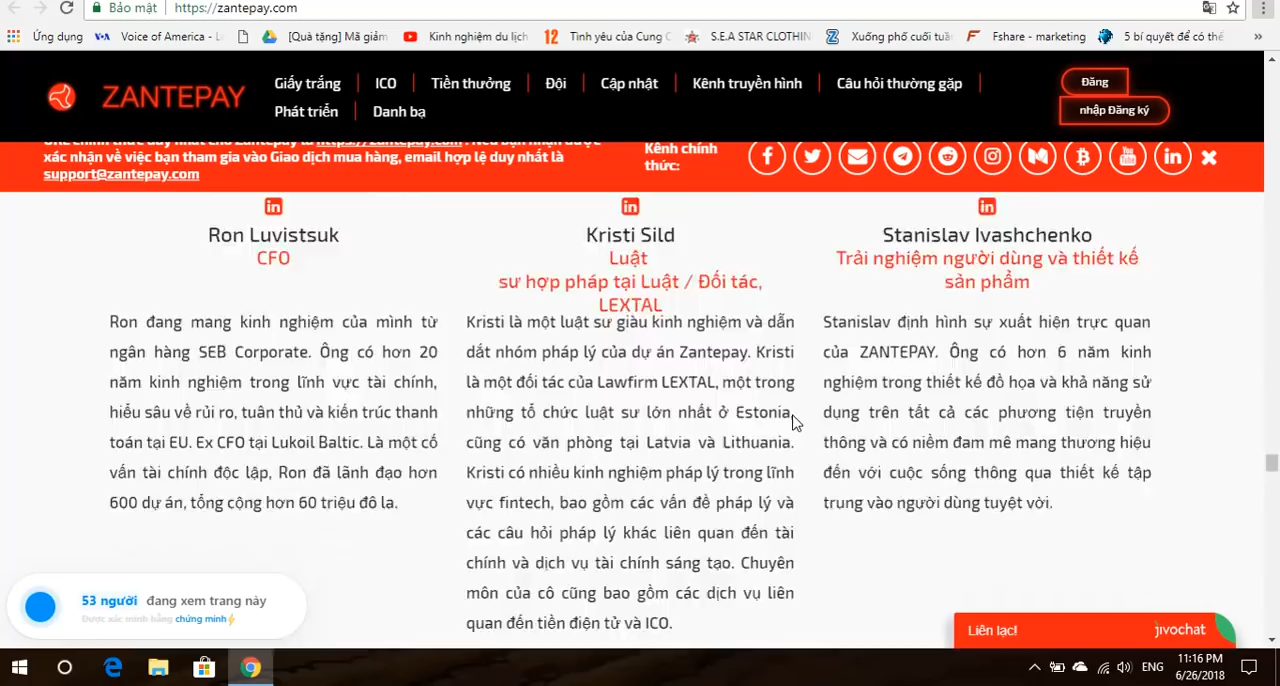 Bảo mật
https://zantepay.com
Ứng dụng
VOA
Voice of America - L
[Quà tặng] Mã giảm
Kinh nghiệm du lịch
12
Tình yêu của Cung C
S.E.A STAR CLOTHIN
Xuống phố cuối tuần
Fshare - marketing
5 bí quyết để có thể
»
ZANTEPAY
Giấy trắng
ICO
Tiền thưởng
Đội
Cập nhật
Kênh truyền hình
Câu hỏi thường gặp
Phát triển
Danh bạ
Đăng
nhập Đăng ký
xác nhận về việc bạn tham gia vào Giao dịch mua hàng, email hợp lệ duy nhất là
support@zantepay.com
Kênh chính
thức:
You
Tube
in
in
Ron Luvistsuk
CFO
Ron đang mang kinh nghiệm của mình từ
ngân hàng SEB Corporate. Ông có hơn 20
năm kinh nghiệm trong lĩnh vực tài chính,
hiểu sâu về rủi ro, tuân thủ và kiến trúc thanh
toán tại EU. Ex CFO tại Lukoil Baltic. Là một cố
vấn tài chính độc lập, Ron đã lãnh đạo hơn
600 dự án, tổng cộng hơn 60 triệu đô la.
in
Kristi Sild
Luật
sư hợp pháp tại Luật / Đối tác,
LEXTAL
Kristi là một luật sư giàu kinh nghiệm và dẫn
dắt nhóm pháp lý của dự án Zantepay. Kristi
là một đối tác của Lawfirm LEXTAL, một trong
những tổ chức luật sư lớn nhất ở Estonia,
cũng có văn phòng tại Latvia và Lithuania.
Kristi có nhiều kinh nghiệm pháp lý trong lĩnh
vực fintech, bao gồm các vấn đề pháp lý và
các câu hỏi pháp lý khác liên quan đến tài
chính và dịch vụ tài chính sáng tạo. Chuyên
môn của cô cũng bao gồm các dịch vụ liên
quan đến tiền điện tử và ICO.
in
Stanislav Ivashchenko
Trải nghiệm người dùng và thiết kế
sản phẩm
Stanislav định hình sự xuất hiện trực quan
của ZANTEPAY. Ông có hơn 6 năm kinh
nghiệm trong thiết kế đồ họa và khả năng sử
dụng trên tất cả các phương tiện truyền
thông và có niềm đam mê mang thương hiệu
đến với cuộc sống thông qua thiết kế tập
trung vào người dùng tuyệt vời.
53 người đang xem trang này
Được xác minh bằng chứng minh
Liên lạc!
jivochat
ENG
11:16 PM
6/26/2018